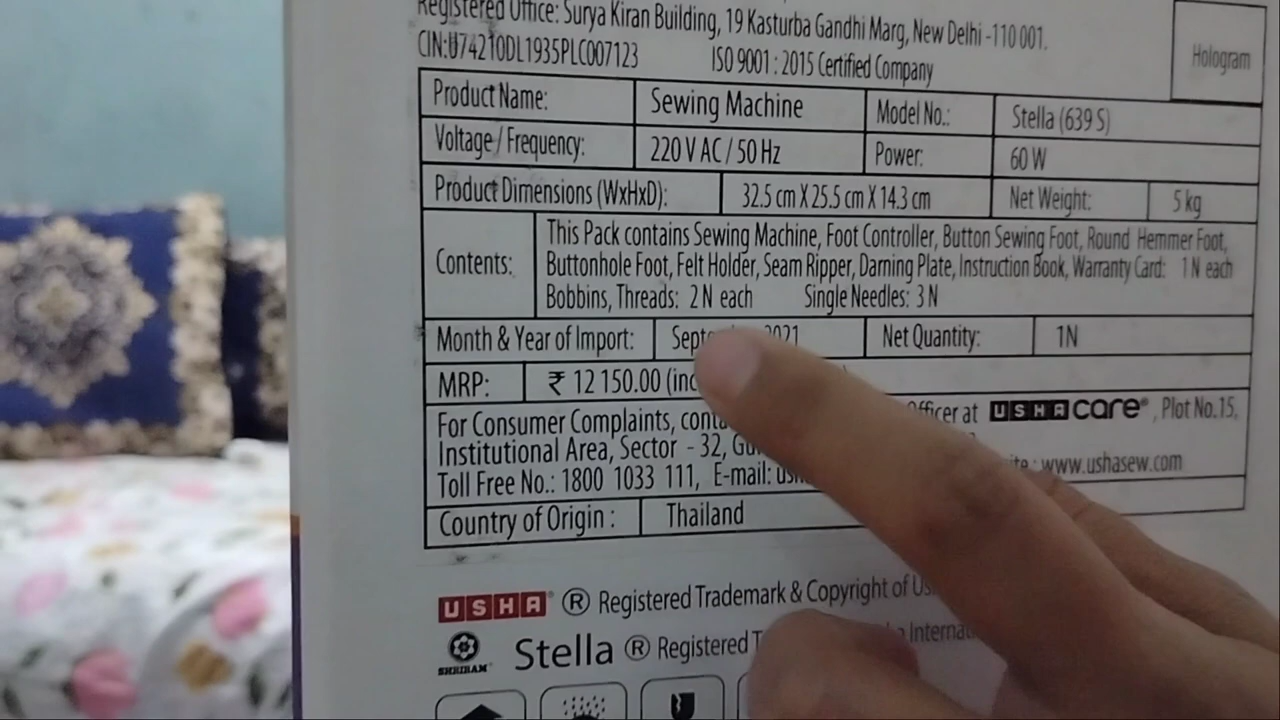 Registered Office: Surya Kiran Building, 19 Kasturba Gandhi Marg, New Delhi -110 001.
CIN:U74210DL1935PLC007123 ISO 9001 : 2015 Certified Company
Hologram
Product Name: Sewing Machine Model No.: Stella (639 S)
Voltage / Frequency: 220 V AC / 50 Hz Power: 60 W
Product Dimensions (WxHxD): 32.5 cm X 25.5 cm X 14.3 cm Net Weight: 5 kg
This Pack contains Sewing Machine, Foot Controller, Button Sewing Foot, Round Hemmer Foot,
Contents: Buttonhole Foot, Felt Holder, Seam Ripper, Darning Plate, Instruction Book, Warranty Card: 1 N each
Bobbins, Threads: 2 N each Single Needles: 3 N
Month & Year of Import: 2021 Net Quantity: 1N
MRP: ₹ 12 150.00
For Consumer Complaints, Officer at USHA care® , Plot No.15,
Institutional Area, Sector - 32,
Toll Free No.: 1800 1033 111, E-mail: www.ushasew.com
Country of Origin : Thailand
USHA ® Registered Trademark & Copyright of
SHRIRAM Stella ® Registered